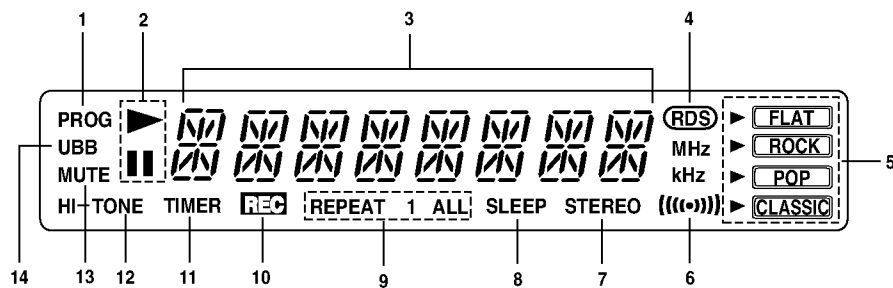 1 2 3 4
PROG RDS FLAT
UBB MHz ROCK
5
MUTE kHz POP
HI-TONE TIMER REC REPEAT 1 ALL SLEEP STEREO CLASSIC
14 13 12 11 10 9 8 7 6